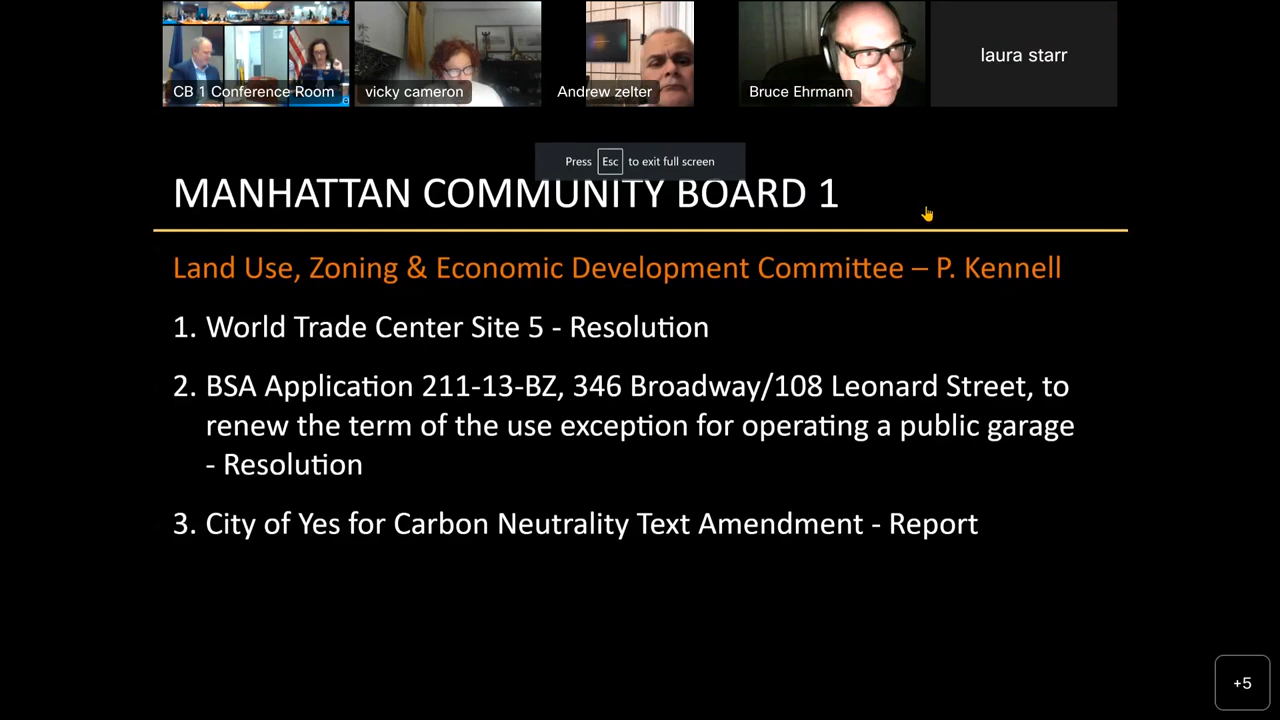 CB 1 Conference Room
vicky cameron
Andrew zelter
Bruce Ehrmann
laura starr
Press Esc to exit full screen
MANHATTAN COMMUNITY BOARD 1
Land Use, Zoning & Economic Development Committee – P. Kennell
1. World Trade Center Site 5 - Resolution
2. BSA Application 211-13-BZ, 346 Broadway/108 Leonard Street, to
renew the term of the use exception for operating a public garage
- Resolution
3. City of Yes for Carbon Neutrality Text Amendment - Report
+5